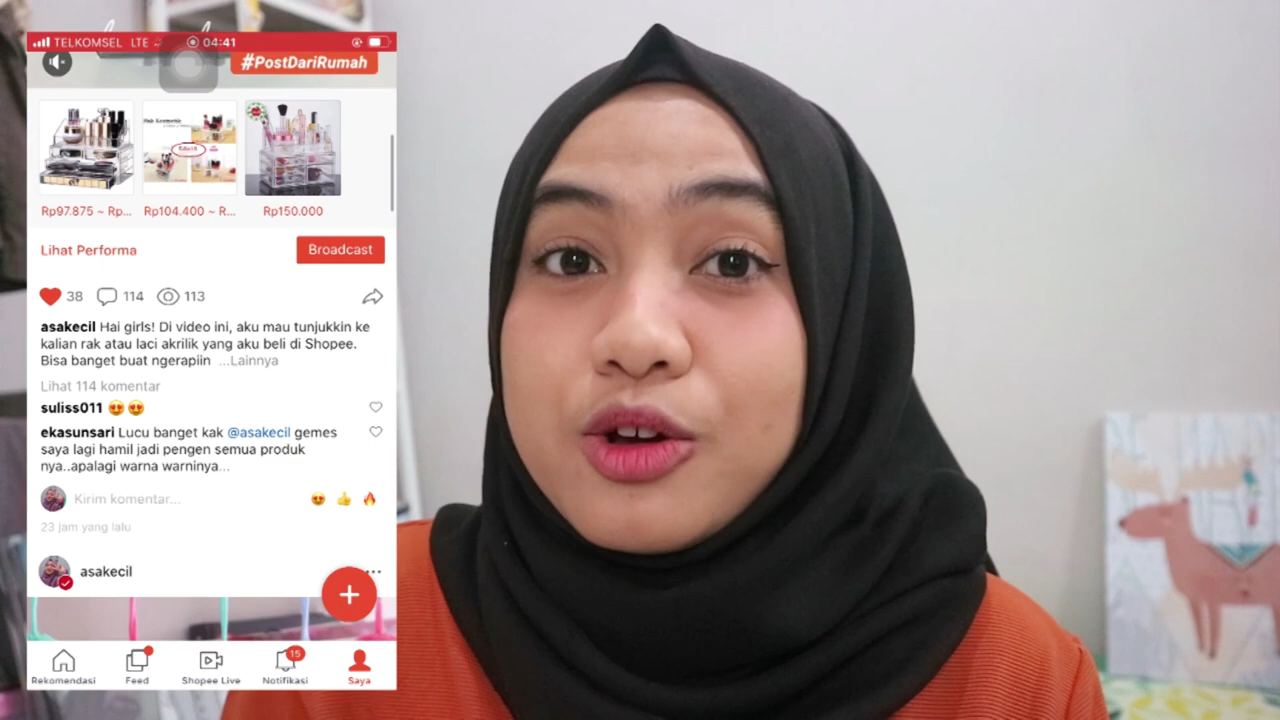 TELKOMSEL LTE 04:41
#PostDariRumah
Rp97.875 ~ Rp... Rp104.400 ~ R... Rp150.000
Lihat Performa Broadcast
38 114 113
asakecil Hai girls! Di video ini, aku mau tunjukkin ke
kalian rak atau laci akrilik yang aku beli di Shopee.
Bisa banget buat ngerapiin ...Lainnya
Lihat 114 komentar
suliss011 😍😍
ekasunsari Lucu banget kak @asakecil gemes
saya lagi hamil jadi pengen semua produk
nya..apalagi warna warninya...
Kirim komentar... 😍 👍 🔥
23 jam yang lalu
asakecil
Rekomendasi Feed Shopee Live 15 Notifikasi Saya